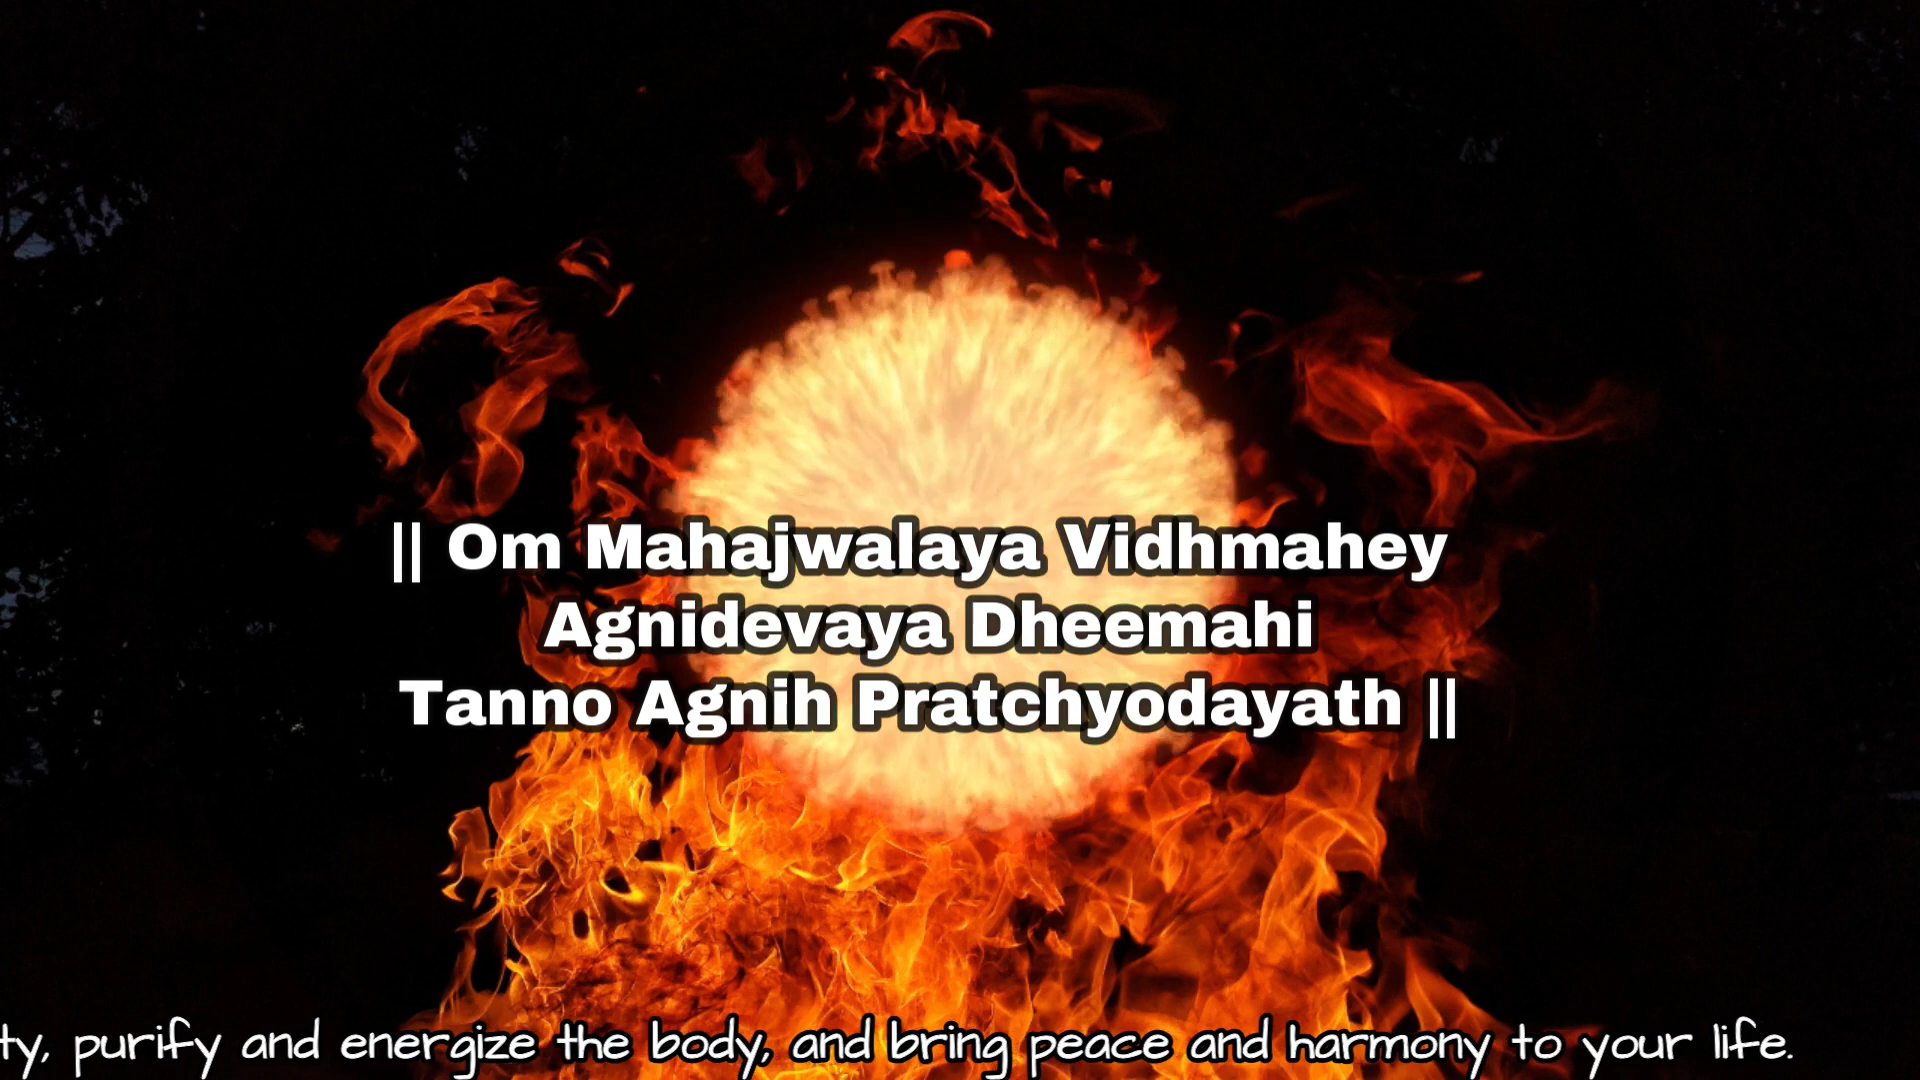 || Om Mahajwalaya Vidhmahey
Agnidevaya Dheemahi
Tanno Agnih Pratchyodayath ||
purify and energize the body, and bring peace and harmony to your life.